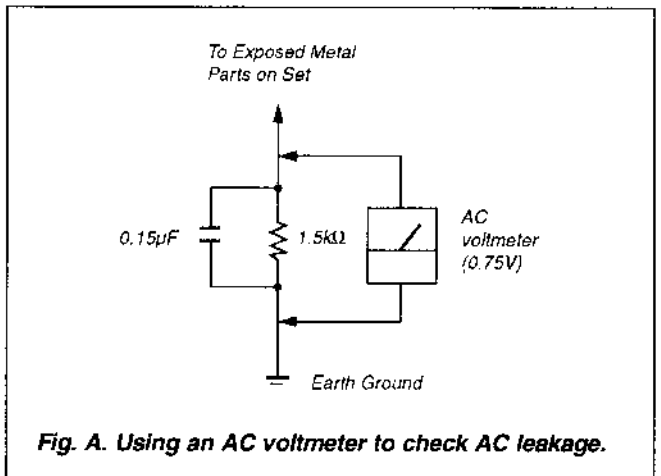 To Exposed Metal
Parts on Set
0.15µF
1.5kΩ
AC
voltmeter
(0.75V)
Earth Ground
Fig. A. Using an AC voltmeter to check AC leakage.